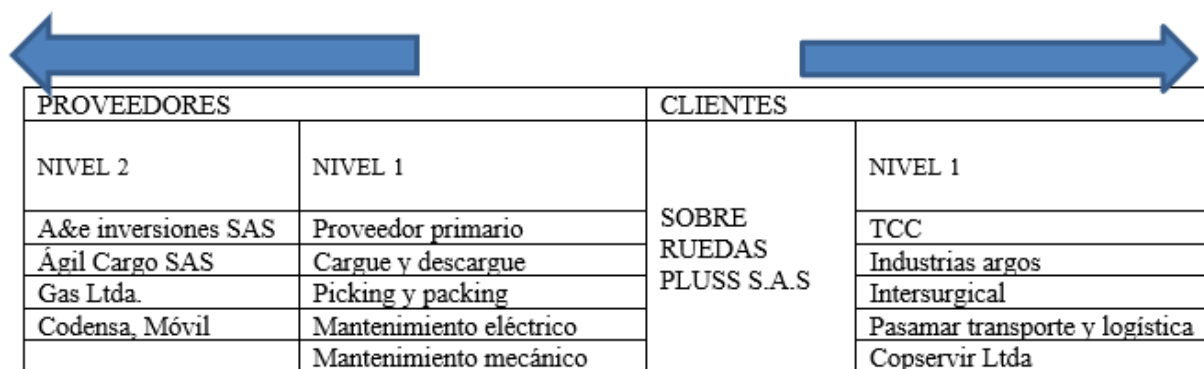 PROVEEDORES CLIENTES
NIVEL 2 NIVEL 1 NIVEL 1
SOBRE
RUEDAS
PLUSS S.A.S
A&e inversiones SAS Proveedor primario TCC
Ágil Cargo SAS Cargue y descargue Industrias argos
Gas Ltda. Picking y packing Intersurgical
Codensa, Móvil Mantenimiento eléctrico Pasamar transporte y logística
Mantenimiento mecánico Copservir Ltda